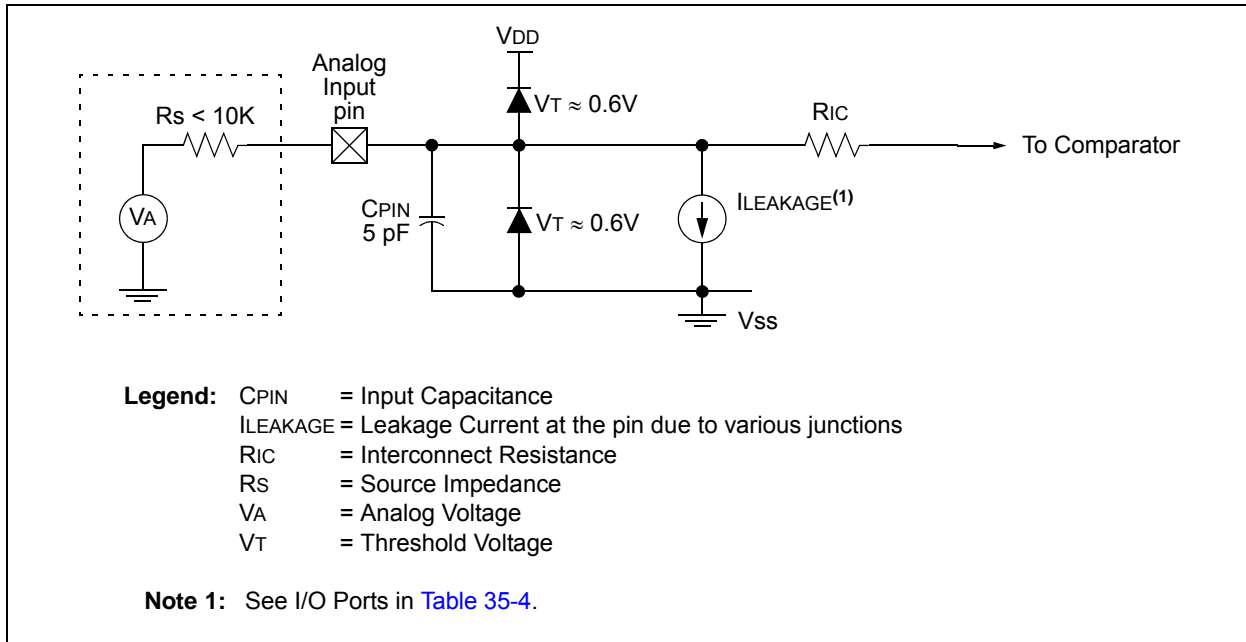 VDD
Analog
Input
pin
VT ≈ 0.6V
Rs < 10K
RIC
To Comparator
VA
CPIN
5 pF
VT ≈ 0.6V
ILEAKAGE(1)
Vss
Legend: CPIN = Input Capacitance
ILEAKAGE = Leakage Current at the pin due to various junctions
RIC = Interconnect Resistance
RS = Source Impedance
VA = Analog Voltage
VT = Threshold Voltage
Note 1: See I/O Ports in Table 35-4.